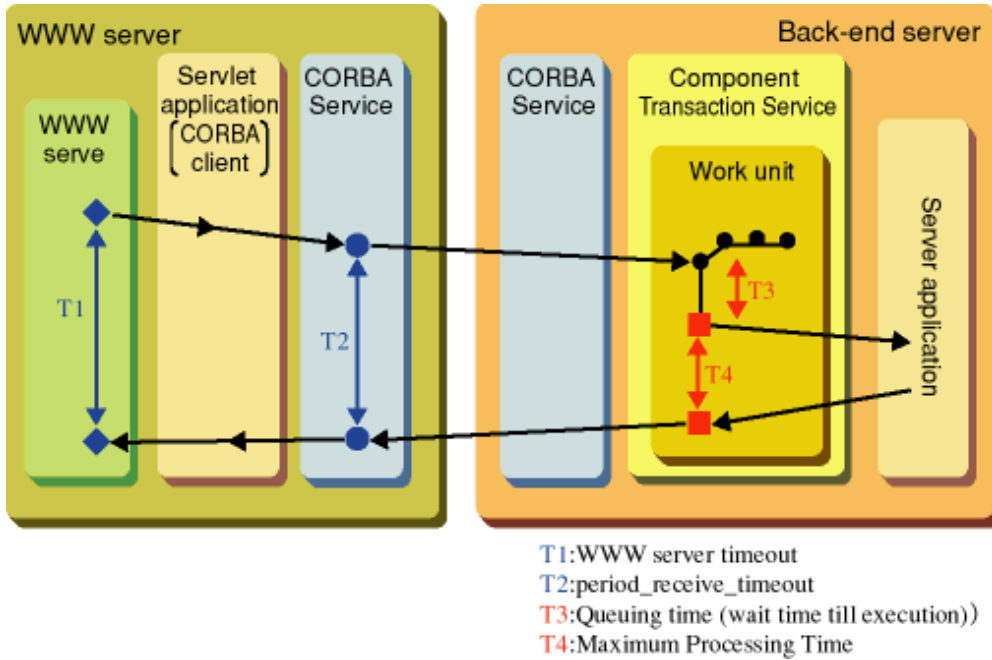 WWW server
Back-end server
WWW
serve
Servlet
application
(CORBA
client)
CORBA
Service
CORBA
Service
Component
Transaction Service
Work unit
Server application
T1
T2
T3
T4
T1:WWW server timeout
T2:period_receive_timeout
T3:Queuing time (wait time till execution))
T4:Maximum Processing Time